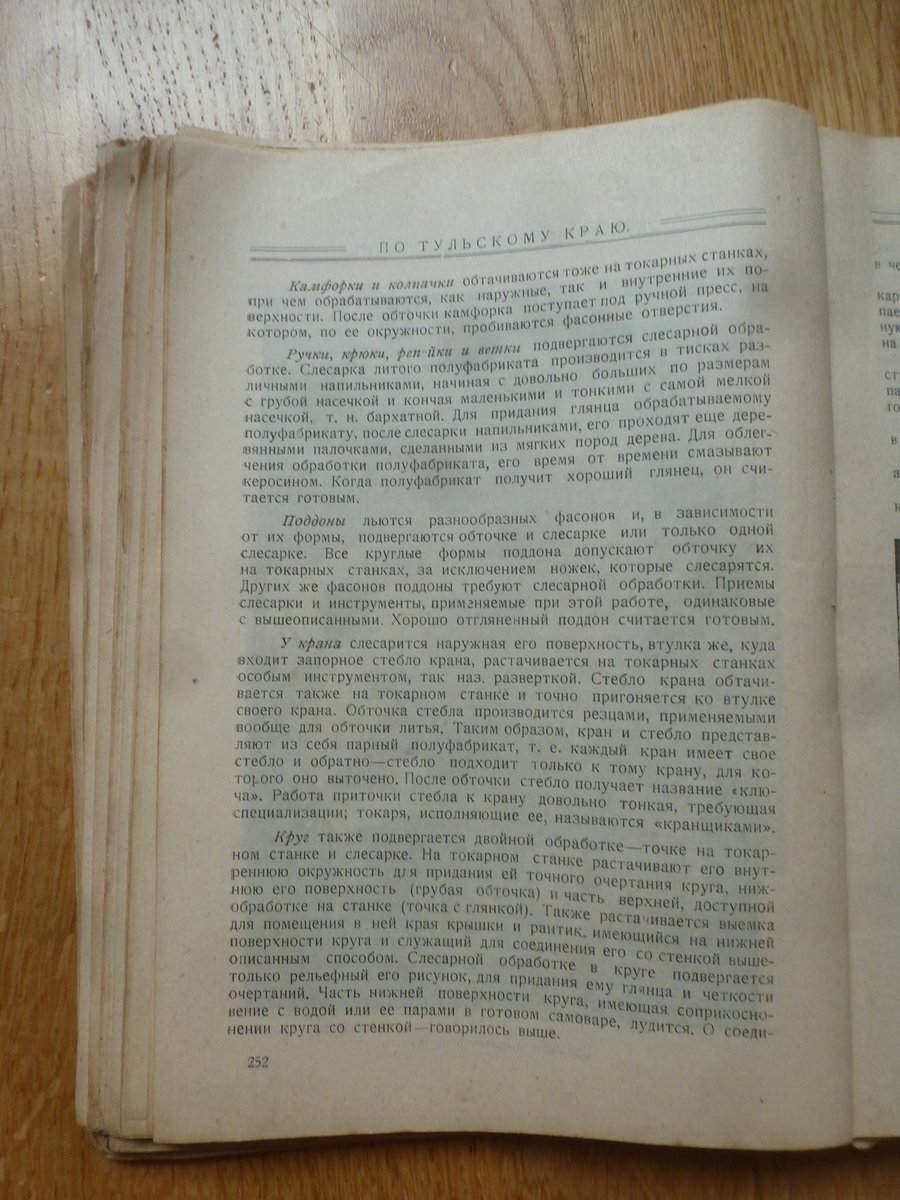 ПО ТУЛЬСКОМУ КРАЮ.
Камфорки и колпачки обтачиваются тоже на токарных станках,
при чем обрабатываются, как наружные, так и внутренние их по-
верхности. После обточки камфорка поступает под ручной пресс, на
котором, по ее окружности, пробиваются фасонные отверстия.
Ручки, крюки, репейки и ветки подвергаются слесарной обра-
ботке. Слесарка литого полуфабриката производится в тисках раз-
личными напильниками, начиная с довольно больших по размерам
с грубой насечкой и кончая маленькими и тонкими с самой мелкой
насечкой, т. н. бархатной. Для придания глянца обрабатываемому
полуфабрикату, после слесарки напильниками, его проходят еще дере-
вянными палочками, сделанными из мягких пород дерева. Для облег-
чения обработки полуфабриката, его время от времени смазывают
керосином. Когда полуфабрикат получит хороший глянец, он счи-
тается готовым.
Поддоны льются разнообразных фасонов и, в зависимости
от их формы, подвергаются обточке и слесарке или только одной
слесарке. Все круглые формы поддона допускают обточку их
на токарных станках, за исключением ножек, которые слесарятся.
Других же фасонов поддоны требуют слесарной обработки. Приемы
слесарки и инструменты, применяемые при этой работе, одинаковые
с вышеописанными. Хорошо отгляненный поддон считается готовым.
У крана слесарится наружная его поверхность, втулка же, куда
входит запорное стебло крана, растачивается на токарных станках
особым инструментом, так наз. разверткой. Стебло крана обтачи-
вается также на токарном станке и точно пригоняется ко втулке
своего крана. Обточка стебла производится резцами, применяемыми
вообще для обточки литья. Таким образом, кран и стебло представ-
ляют из себя парный полуфабрикат, т. е. каждый кран имеет свое
стебло и обратно—стебло подходит только к тому крану, для ко-
торого оно выточено. После обточки стебло получает название «клю-
ча». Работа приточки стебла к крану довольно тонкая, требующая
специализации; токаря, исполняющие ее, называются «кранщиками».
Круг также подвергается двойной обработке—точке на токар-
ном станке и слесарке. На токарном станке растачивают его внут-
реннюю окружность для придания ей точного очертания круга, ниж-
нюю его поверхность (грубая обточка) и часть верхней, доступной
обработке на станке (точка с глянкой). Также растачивается выемка
для помещения в ней края крышки и рантик, имеющийся на нижней
поверхности круга и служащий для соединения его со стенкой выше-
описанным способом. Слесарной обработке в круге подвергается
только рельефный его рисунок, для придания ему глянца и четкости
очертаний. Часть нижней поверхности круга, имеющая соприкосно-
вение с водой или ее парами в готовом самоваре, лудится. О соеди-
нении круга со стенкой—говорилось выше.
252